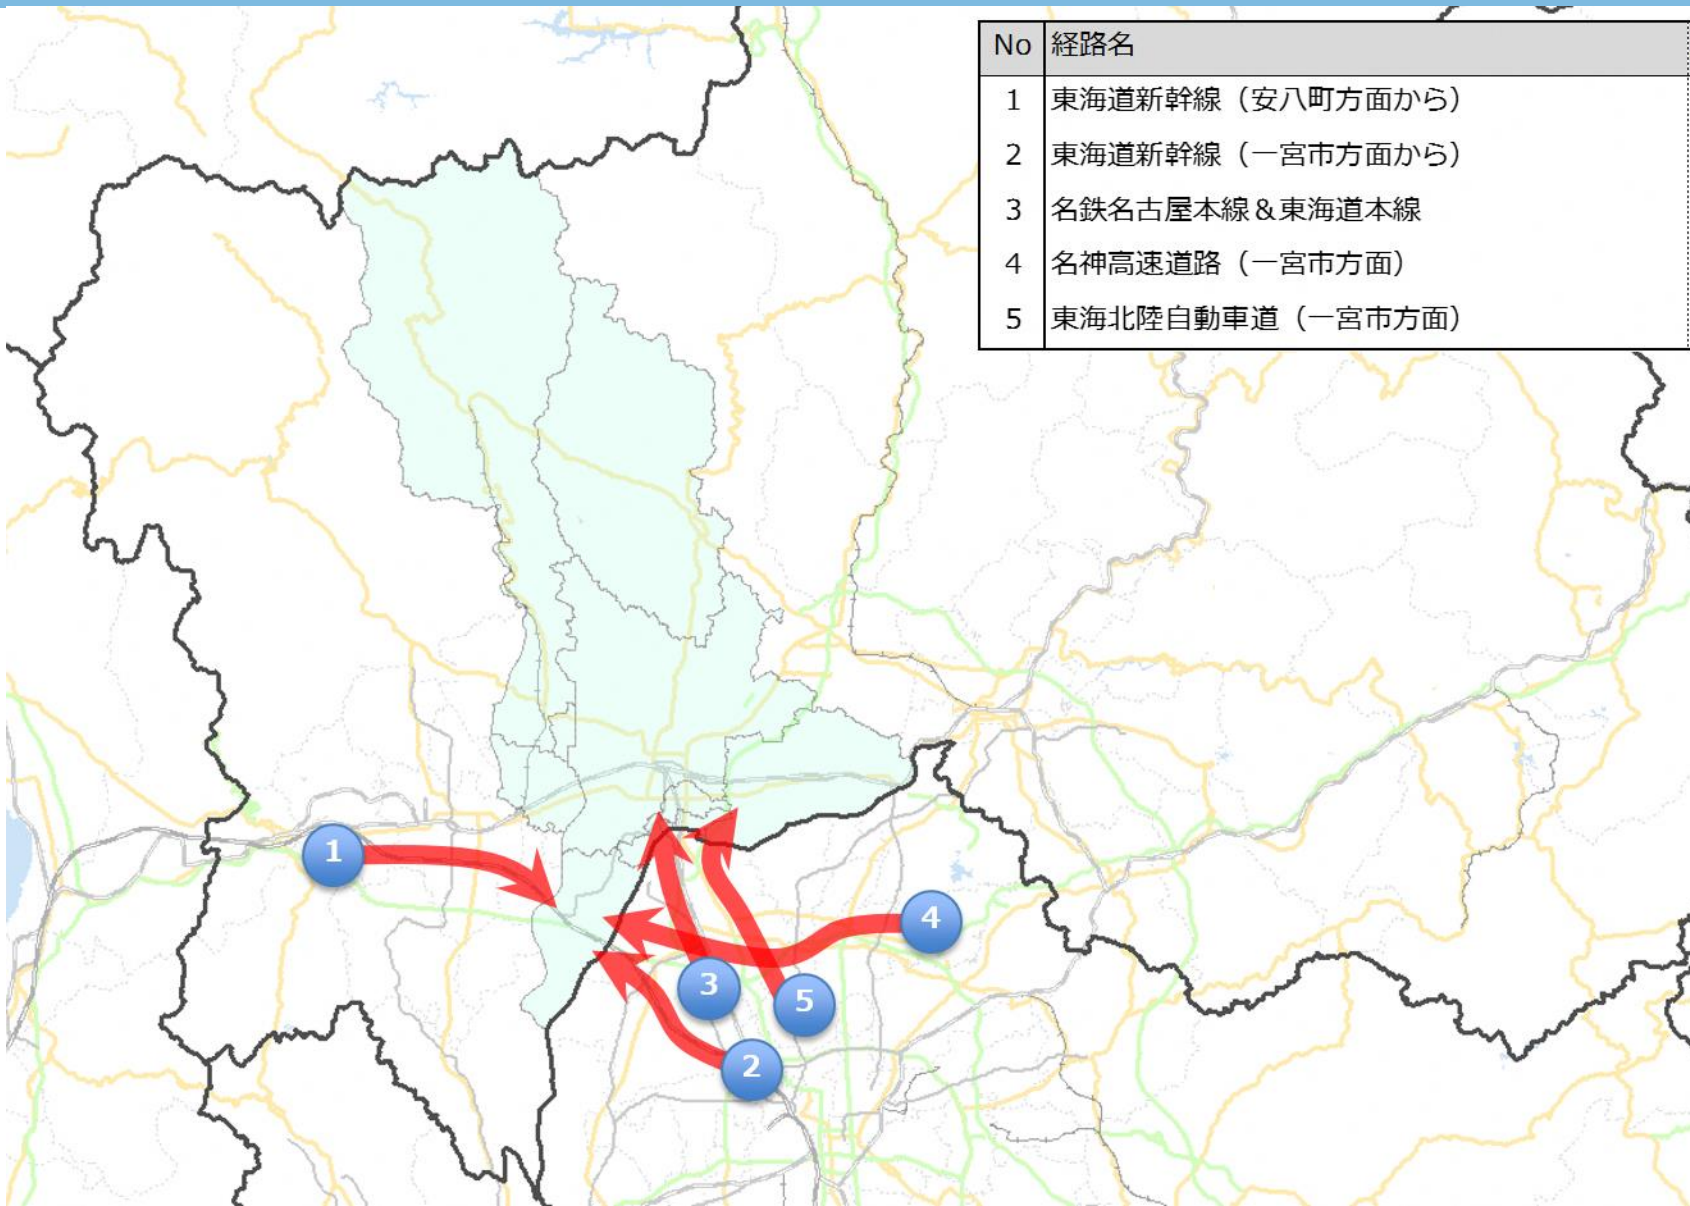 No 経路名
1 東海道新幹線（安八町方面から）
2 東海道新幹線（一宮市方面から）
3 名鉄名古屋本線＆東海道本線
4 名神高速道路（一宮市方面）
5 東海北陸自動車道（一宮市方面）
1
4
3
5
2